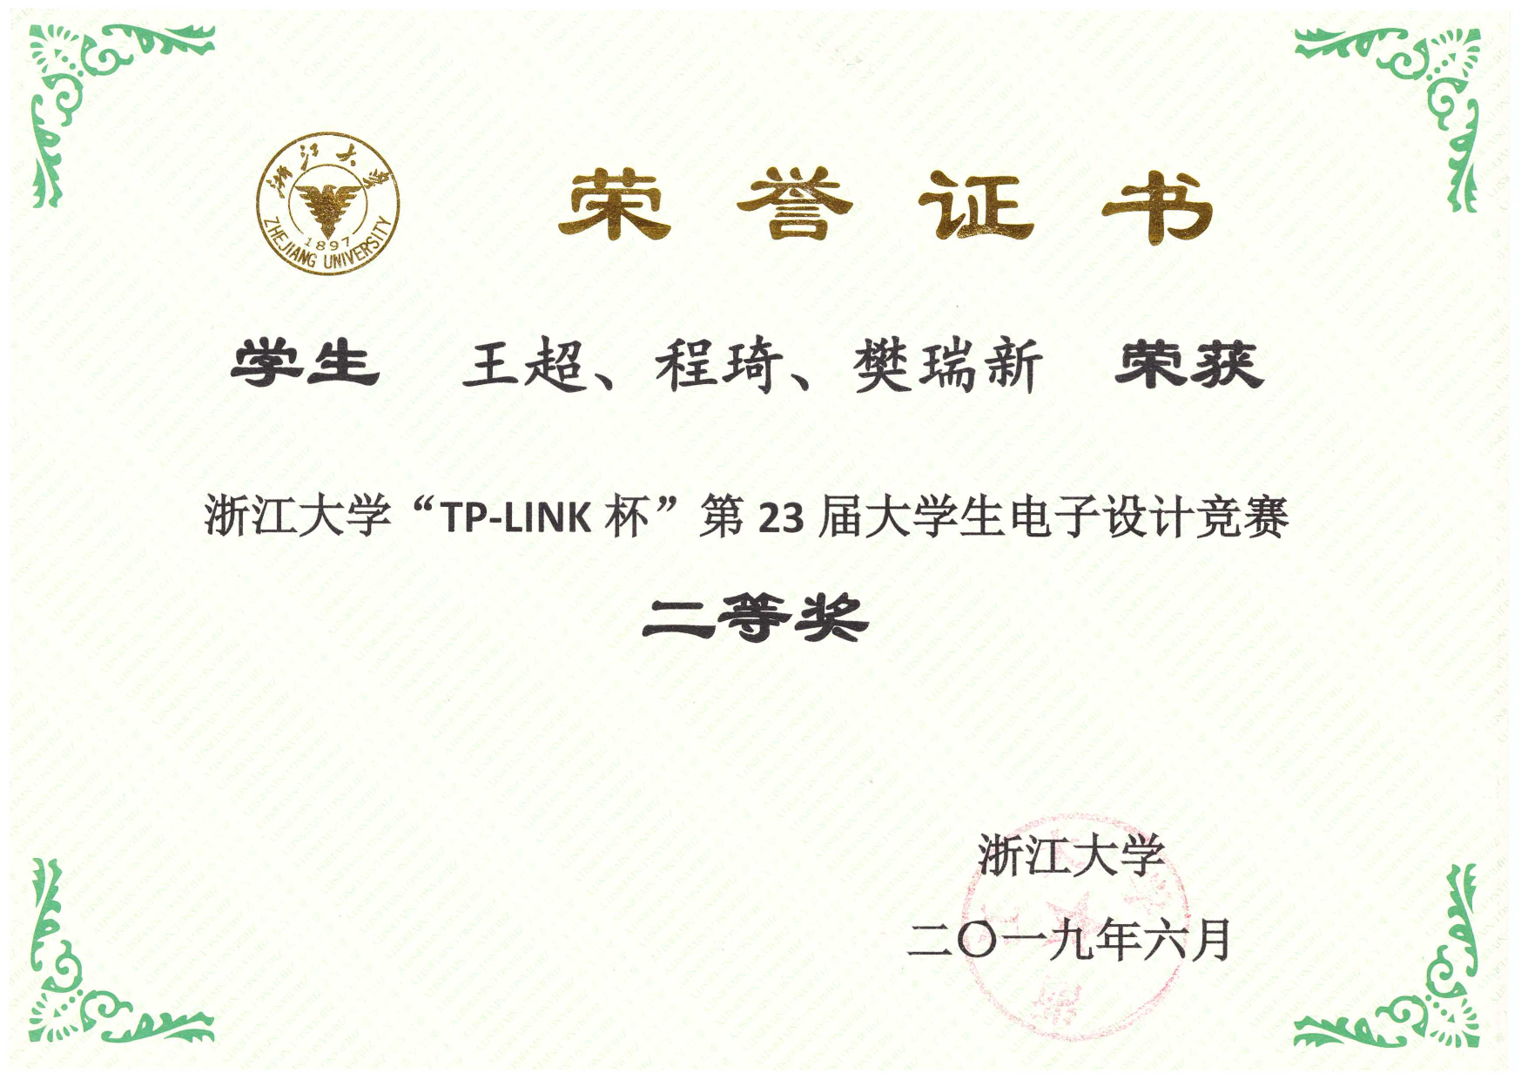 浙江大学
1897
ZHEJIANG UNIVERSITY
荣誉证书
学生 王超、程琦、樊瑞新 荣获
浙江大学“TP-LINK 杯”第 23 届大学生电子设计竞赛
二等奖
浙江大学
二〇一九年六月